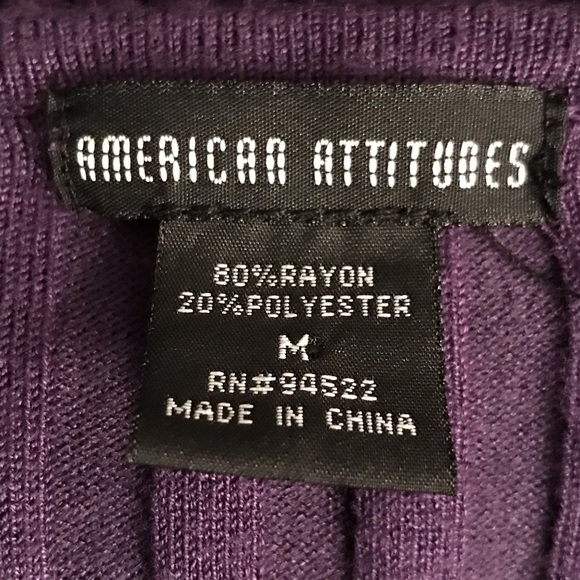 AMERICAN ATTITUDES
80%RAYON
20%POLYESTER
M
RN#94522
MADE IN CHINA